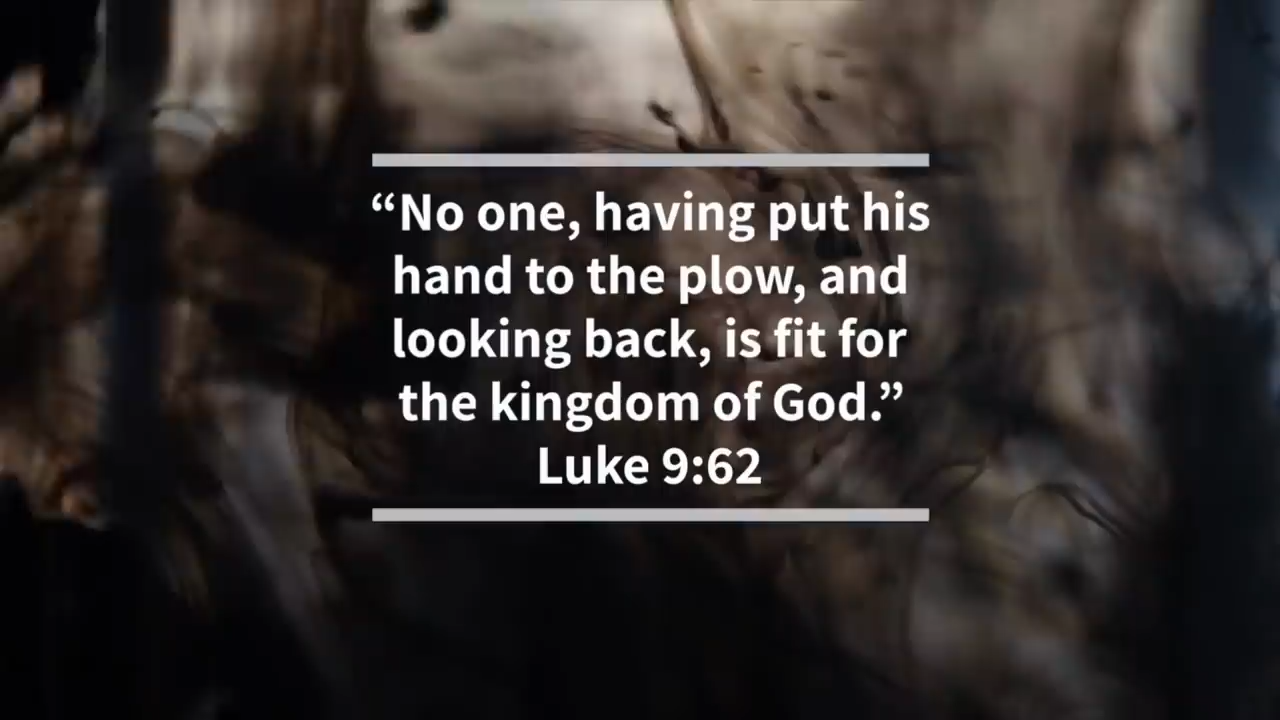 “No one, having put his
hand to the plow, and
looking back, is fit for
the kingdom of God.”
Luke 9:62